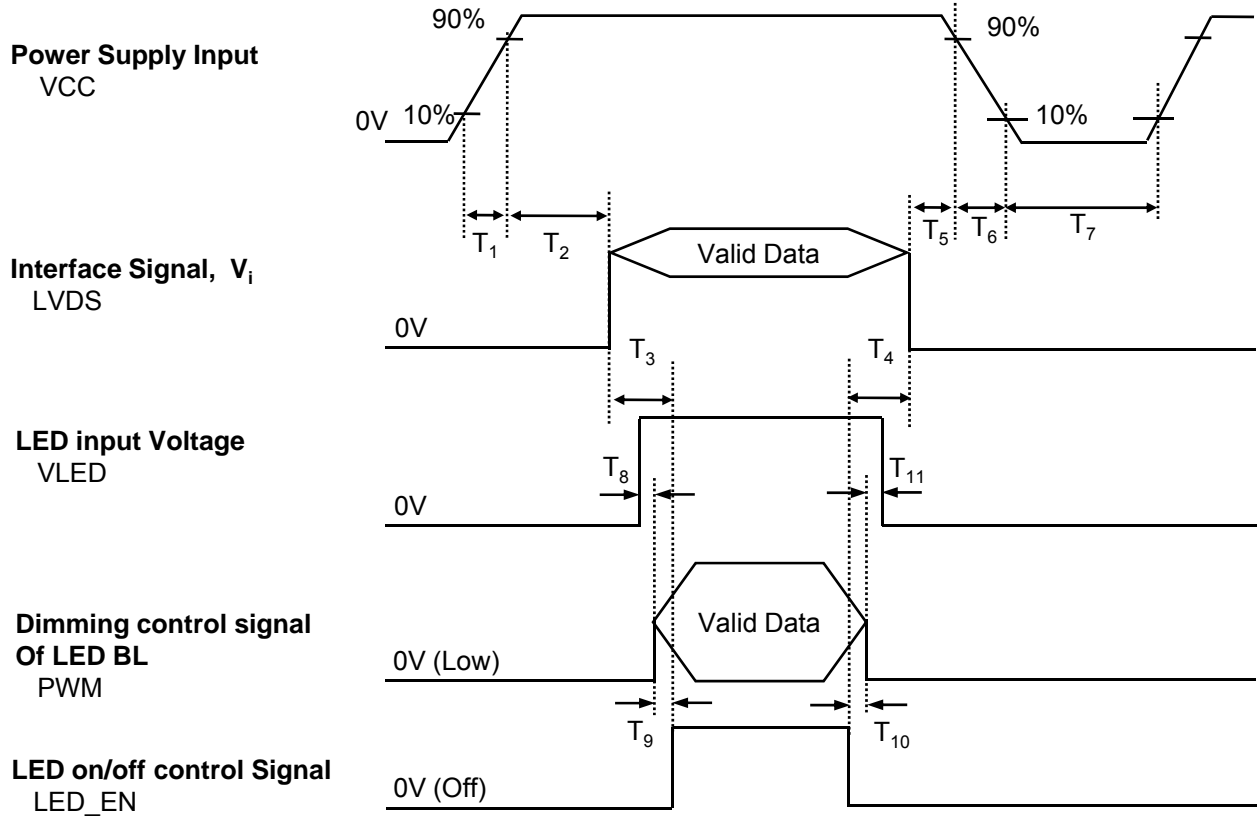 90%
90%
Power Supply Input
VCC
0V 10%
10%
T1 T2
T5 T6 T7
Interface Signal, Vi
LVDS
Valid Data
0V
T3
T4
LED input Voltage
VLED
T8
T11
0V
Dimming control signal
Of LED BL
PWM
Valid Data
0V (Low)
T9
T10
LED on/off control Signal
LED_EN
0V (Off)